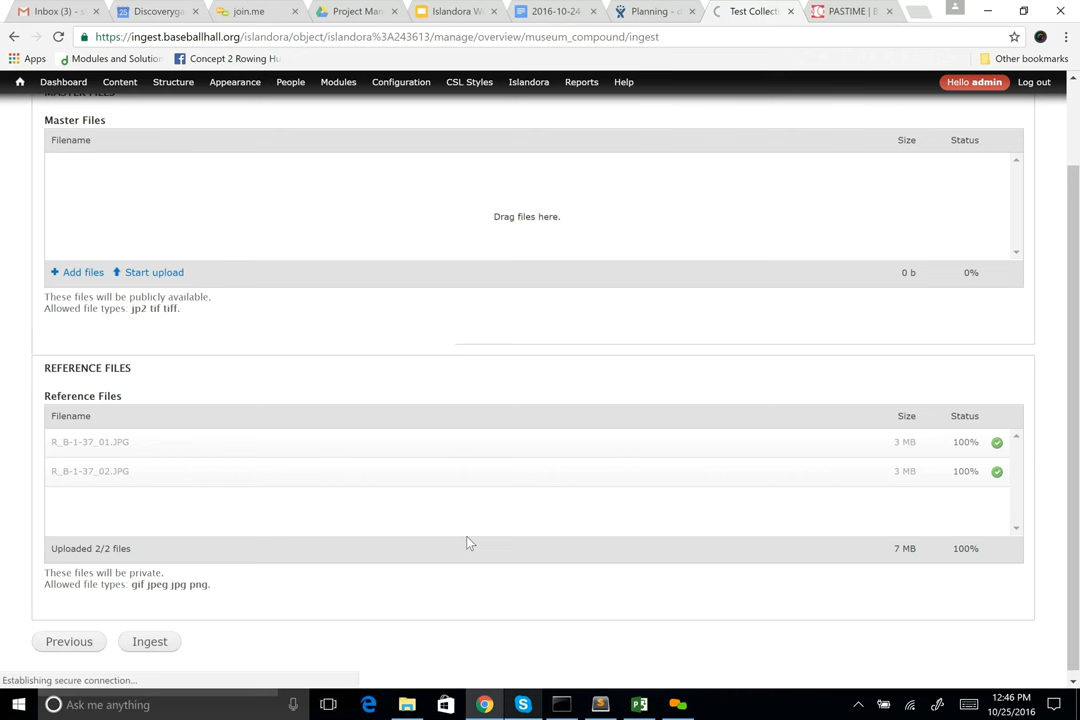 Inbox (3) - s
Discoveryga
join.me
Project Man
Islandora W
2016-10-24
Planning - d
Test Collecti
PASTIME | B
https://ingest.baseballhall.org/islandora/object/islandora%3A243613/manage/overview/museum_compound/ingest
Apps
Modules and Solution
Concept 2 Rowing Hu
Other bookmarks
Dashboard Content Structure Appearance People Modules Configuration CSL Styles Islandora Reports Help
Hello admin Log out
MASTER FILES
Master Files
Filename Size Status
Drag files here.
Add files Start upload 0 b 0%
These files will be publicly available.
Allowed file types: jp2 tif tiff.
REFERENCE FILES
Reference Files
Filename Size Status
R_B-1-37_01.JPG 3 MB 100%
R_B-1-37_02.JPG 3 MB 100%
Uploaded 2/2 files 7 MB 100%
These files will be private.
Allowed file types: gif jpeg jpg png.
Previous Ingest
Establishing secure connection...
Ask me anything
12:46 PM
10/25/2016